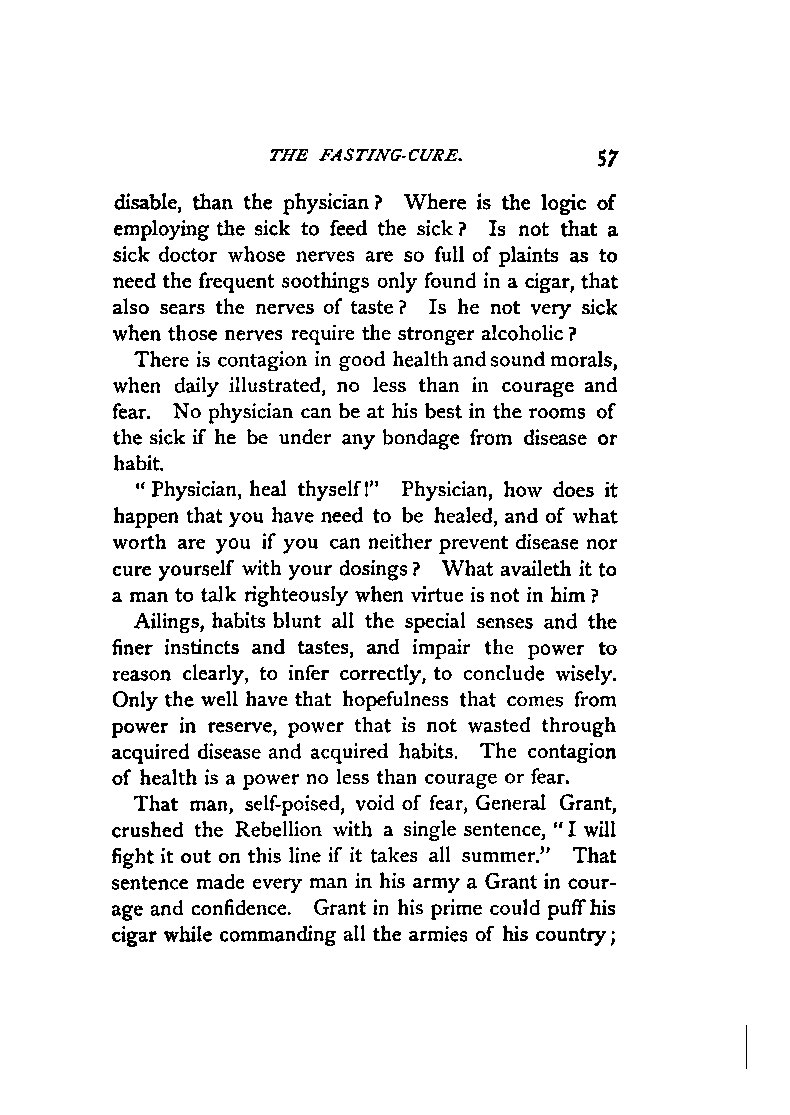 THE FASTING-CURE. 57
disable, than the physician? Where is the logic of
employing the sick to feed the sick? Is not that a
sick doctor whose nerves are so full of plaints as to
need the frequent soothings only found in a cigar, that
also sears the nerves of taste? Is he not very sick
when those nerves require the stronger alcoholic?
There is contagion in good health and sound morals,
when daily illustrated, no less than in courage and
fear. No physician can be at his best in the rooms of
the sick if he be under any bondage from disease or
habit.
"Physician, heal thyself!" Physician, how does it
happen that you have need to be healed, and of what
worth are you if you can neither prevent disease nor
cure yourself with your dosings? What availeth it to
a man to talk righteously when virtue is not in him?
Ailings, habits blunt all the special senses and the
finer instincts and tastes, and impair the power to
reason clearly, to infer correctly, to conclude wisely.
Only the well have that hopefulness that comes from
power in reserve, power that is not wasted through
acquired disease and acquired habits. The contagion
of health is a power no less than courage or fear.
That man, self-poised, void of fear, General Grant,
crushed the Rebellion with a single sentence, "I will
fight it out on this line if it takes all summer." That
sentence made every man in his army a Grant in cour-
age and confidence. Grant in his prime could puff his
cigar while commanding all the armies of his country;